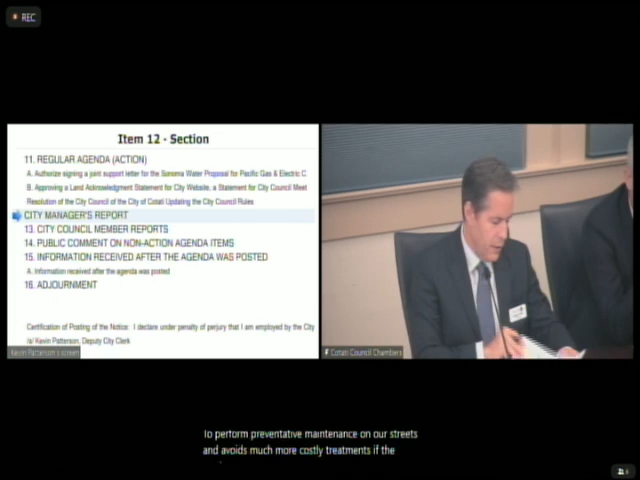 REC
Item 12 - Section
11. REGULAR AGENDA (ACTION)
A. Authorize signing a joint support letter for the Sonoma Water Proposal for Pacific Gas & Electric C
B. Approving a Land Acknowledgment Statement for City Website, a Statement for City Council Meet
Resolution of the City Council of the City of Cotati Updating the City Council Rules
CITY MANAGER'S REPORT
13. CITY COUNCIL MEMBER REPORTS
14. PUBLIC COMMENT ON NON-ACTION AGENDA ITEMS
15. INFORMATION RECEIVED AFTER THE AGENDA WAS POSTED
A. Information received after the agenda was posted
16. ADJOURNMENT
Certification of Posting of the Notice: I declare under penalty of perjury that I am employed by the City
/s/ Kevin Patterson, Deputy City Clerk
Kevin Patterson's screen
Cotati Council Chambers
To perform preventative maintenance on our streets
and avoids much more costly treatments if the